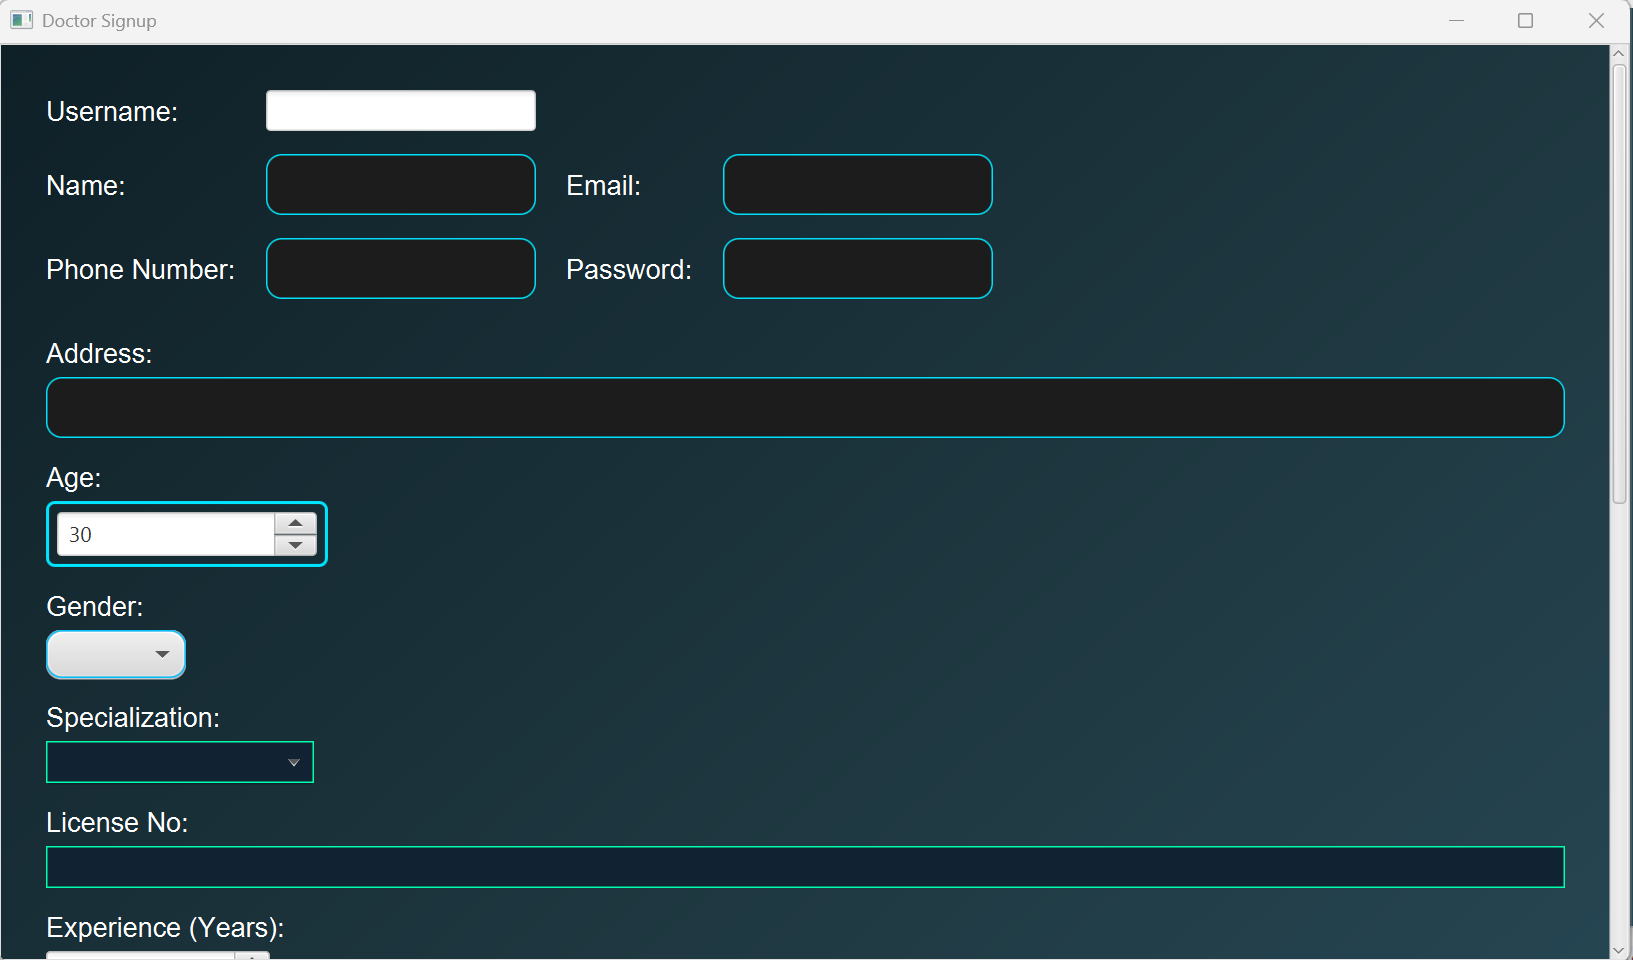 Doctor Signup
Username:
Name: Email:
Phone Number: Password:
Address:
Age:
30
Gender:
Specialization:
License No:
Experience (Years):